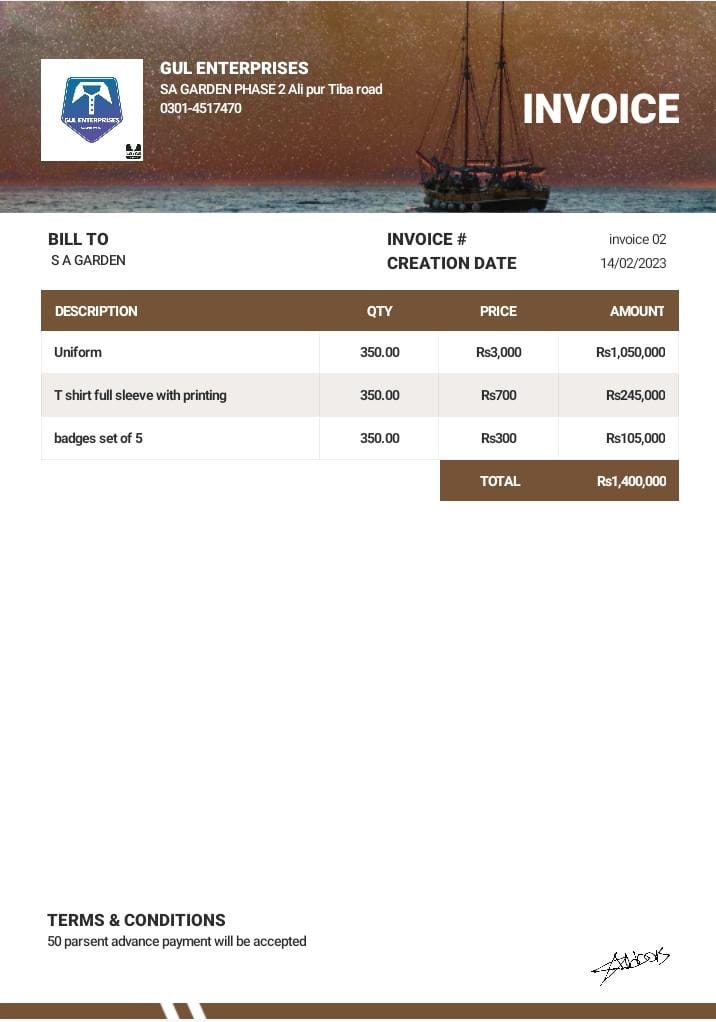 GUL ENTERPRISES
SA GARDEN PHASE 2 Ali pur Tiba road
0301-4517470
GUL ENTERPRISES
INVOICE
BILL TO
S A GARDEN
INVOICE # invoice 02
CREATION DATE 14/02/2023
DESCRIPTION QTY PRICE AMOUNT
Uniform 350.00 Rs3,000 Rs1,050,000
T shirt full sleeve with printing 350.00 Rs700 Rs245,000
badges set of 5 350.00 Rs300 Rs105,000
TOTAL Rs1,400,000
TERMS & CONDITIONS
50 parsent advance payment will be accepted